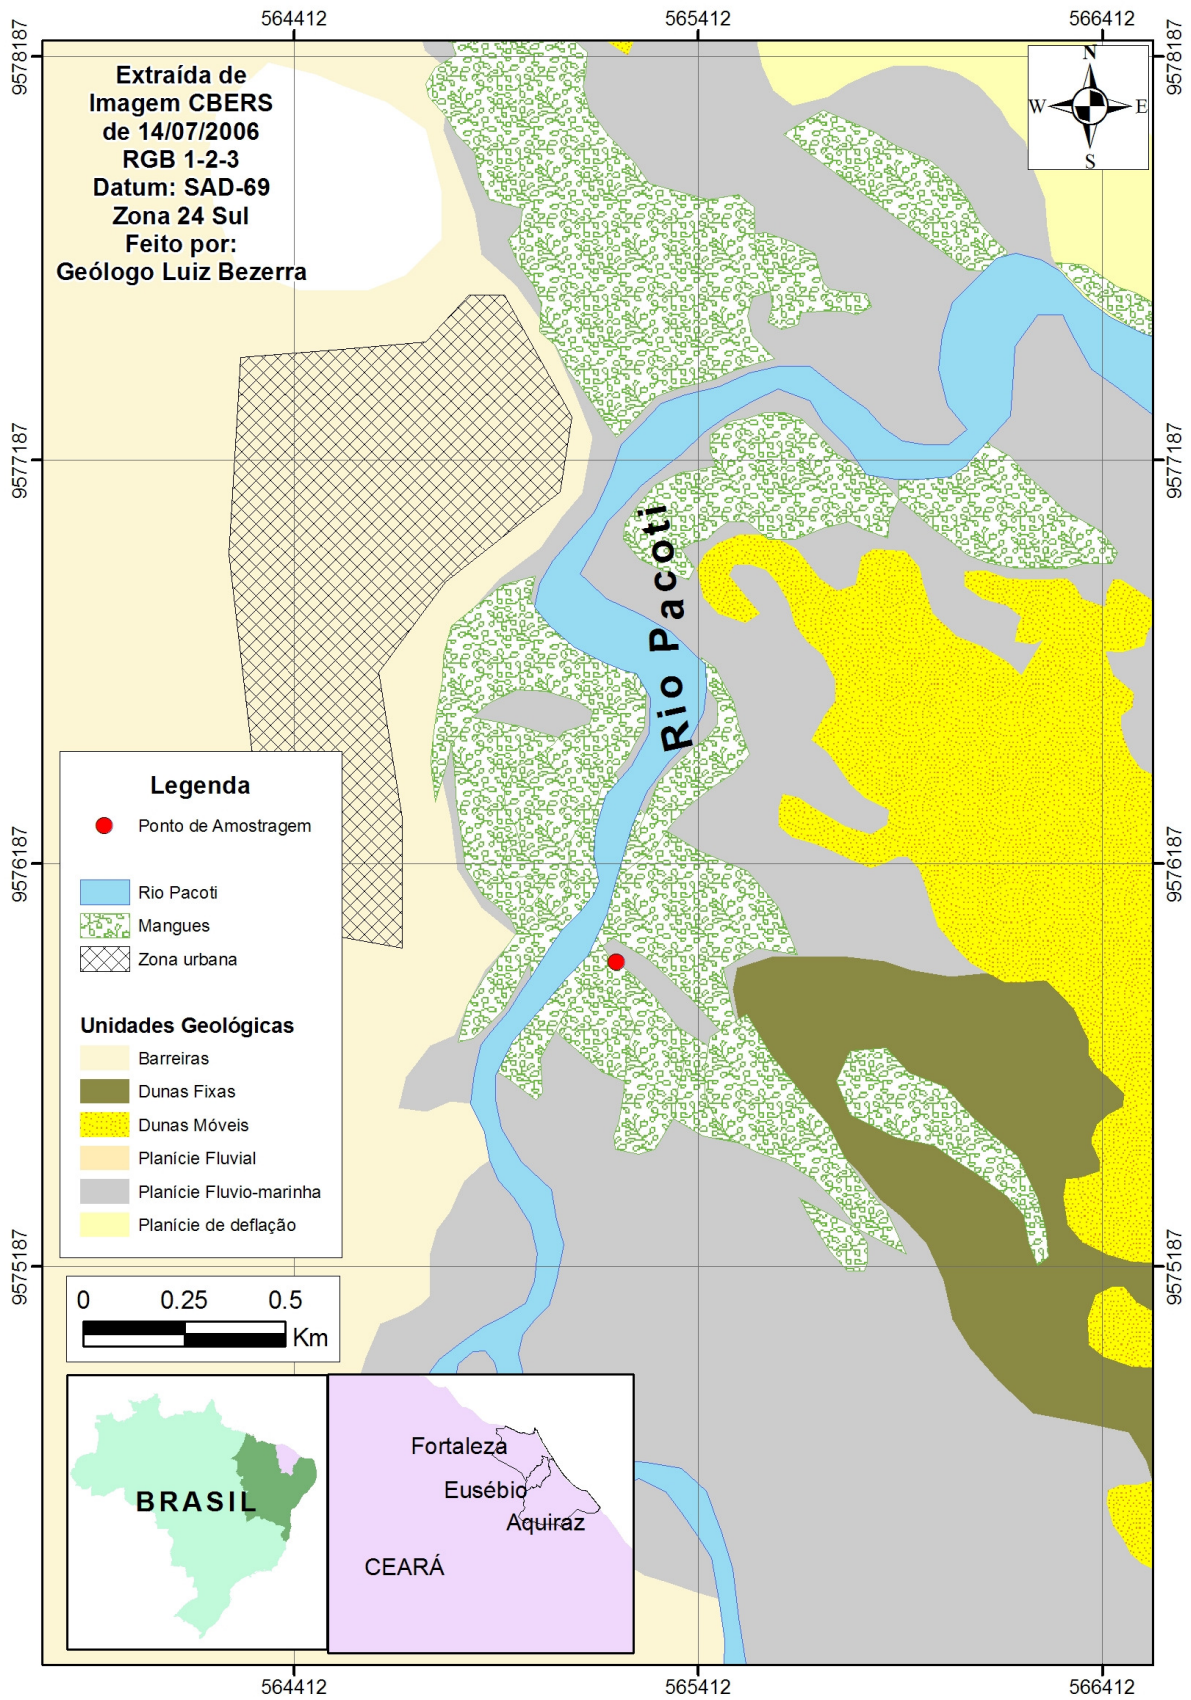 564412
565412
566412
9578187
9578187
Extraída de
Imagem CBERS
de 14/07/2006
RGB 1-2-3
Datum: SAD-69
Zona 24 Sul
Feito por:
Geólogo Luiz Bezerra
N
W
E
S
9577187
9577187
Rio Pacoti
9576187
9576187
Legenda
Ponto de Amostragem
Rio Pacoti
Mangues
Zona urbana
Unidades Geológicas
Barreiras
Dunas Fixas
Dunas Móveis
Planície Fluvial
Planície Fluvio-marinha
Planície de deflação
9575187
9575187
0 0.25 0.5
Km
BRASIL
Fortaleza
Eusébio
Aquiraz
CEARÁ
564412
565412
566412